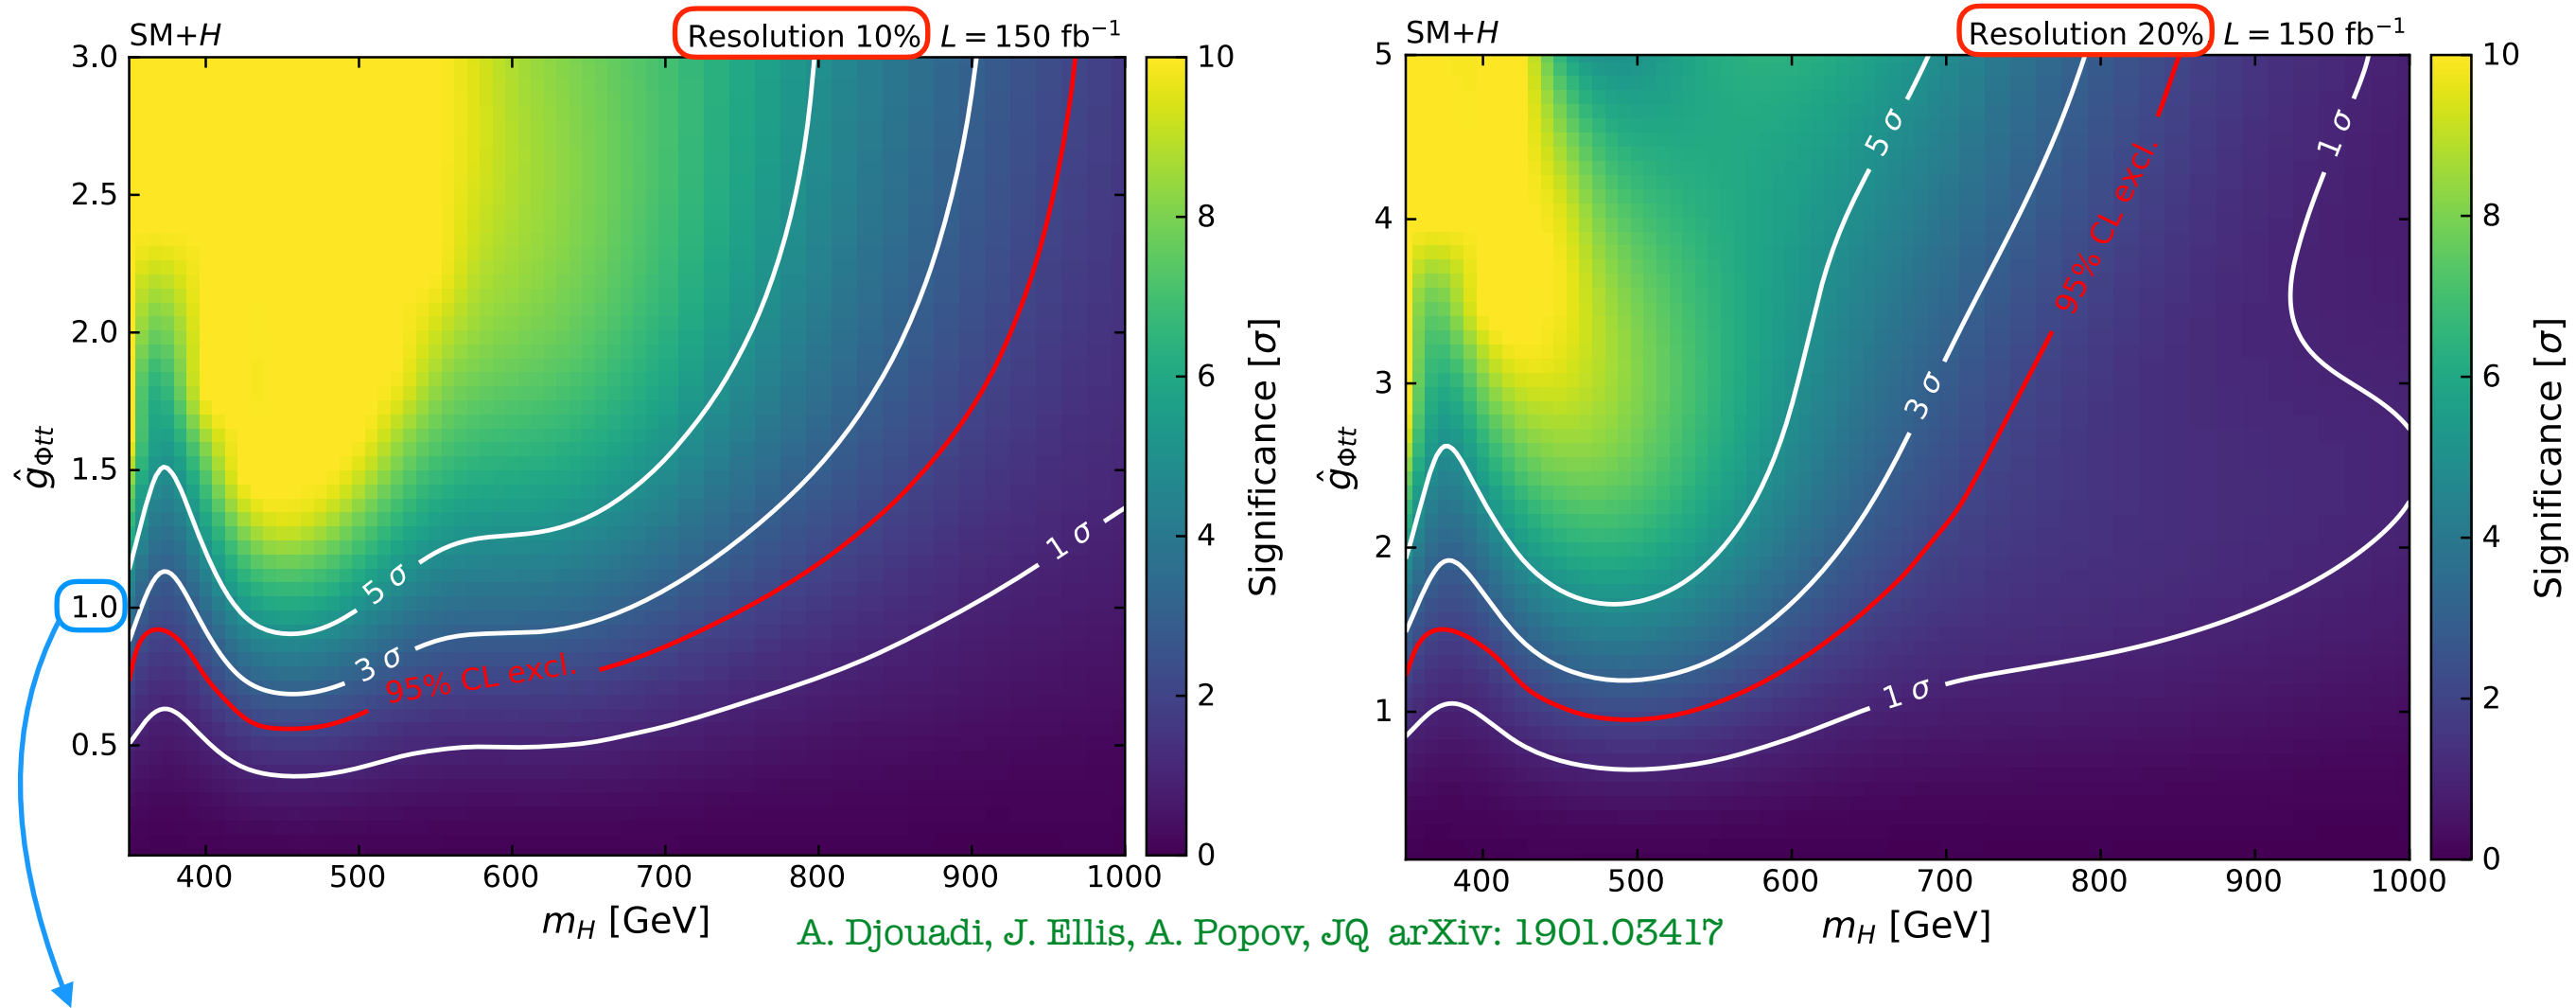 SM+H
Resolution 10% L = 150 fb⁻¹
3.0
2.5
2.0
1.5
1.0
0.5
ĝΦtt
5 σ
3 σ
95% CL excl.
1 σ
400 500 600 700 800 900 1000
m_H [GeV]
10
8
6
4
2
0
Significance [σ]
SM+H
Resolution 20% L = 150 fb⁻¹
5
4
3
2
1
ĝΦtt
5 σ
3 σ
95% CL excl.
1 σ
1 σ
400 500 600 700 800 900 1000
m_H [GeV]
10
8
6
4
2
0
Significance [σ]
A. Djouadi, J. Ellis, A. Popov, JQ arXiv: 1901.03417